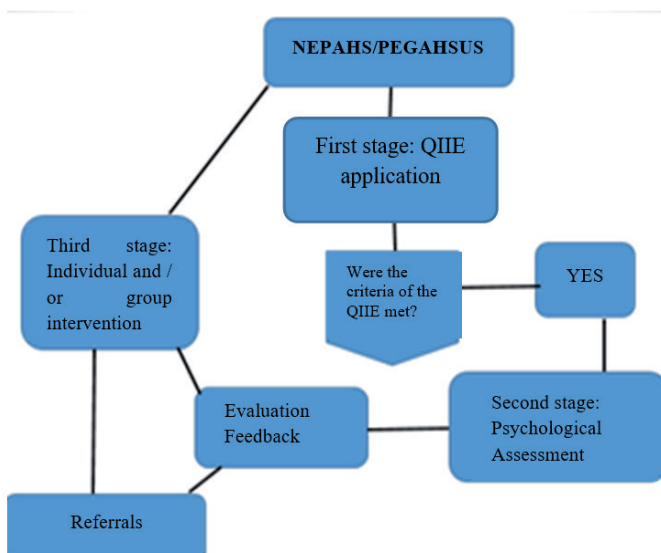 NEPAHS/PEGAHSUS
First stage: QIIE
application
Third stage:
Individual and /
or group
intervention
Were the
criteria of the
QIIE met?
YES
Evaluation
Feedback
Second stage:
Psychological
Assessment
Referrals